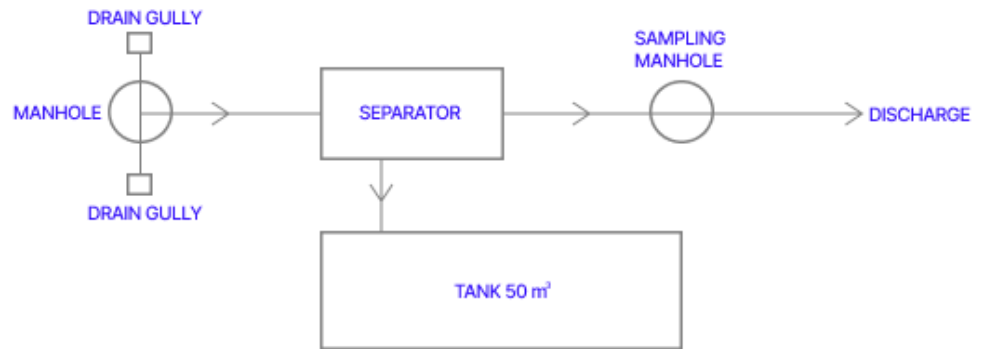 DRAIN GULLY
SAMPLING
MANHOLE
MANHOLE
SEPARATOR
DISCHARGE
DRAIN GULLY
TANK 50 m³